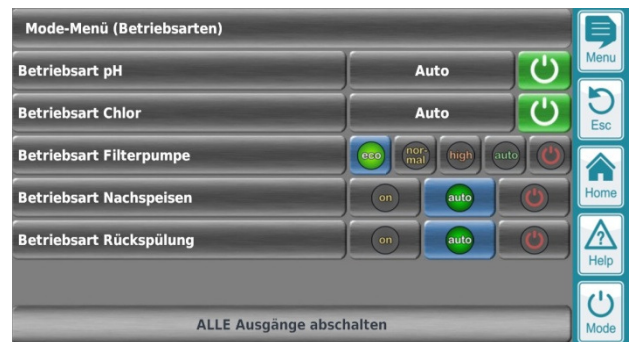 Mode-Menü (Betriebsarten)
Menu
Betriebsart pH Auto
Betriebsart Chlor Auto
Esc
Betriebsart Filterpumpe eco nor-mal high auto
Home
Betriebsart Nachspeisen on auto
Betriebsart Rückspülung on auto
Help
ALLE Ausgänge abschalten
Mode